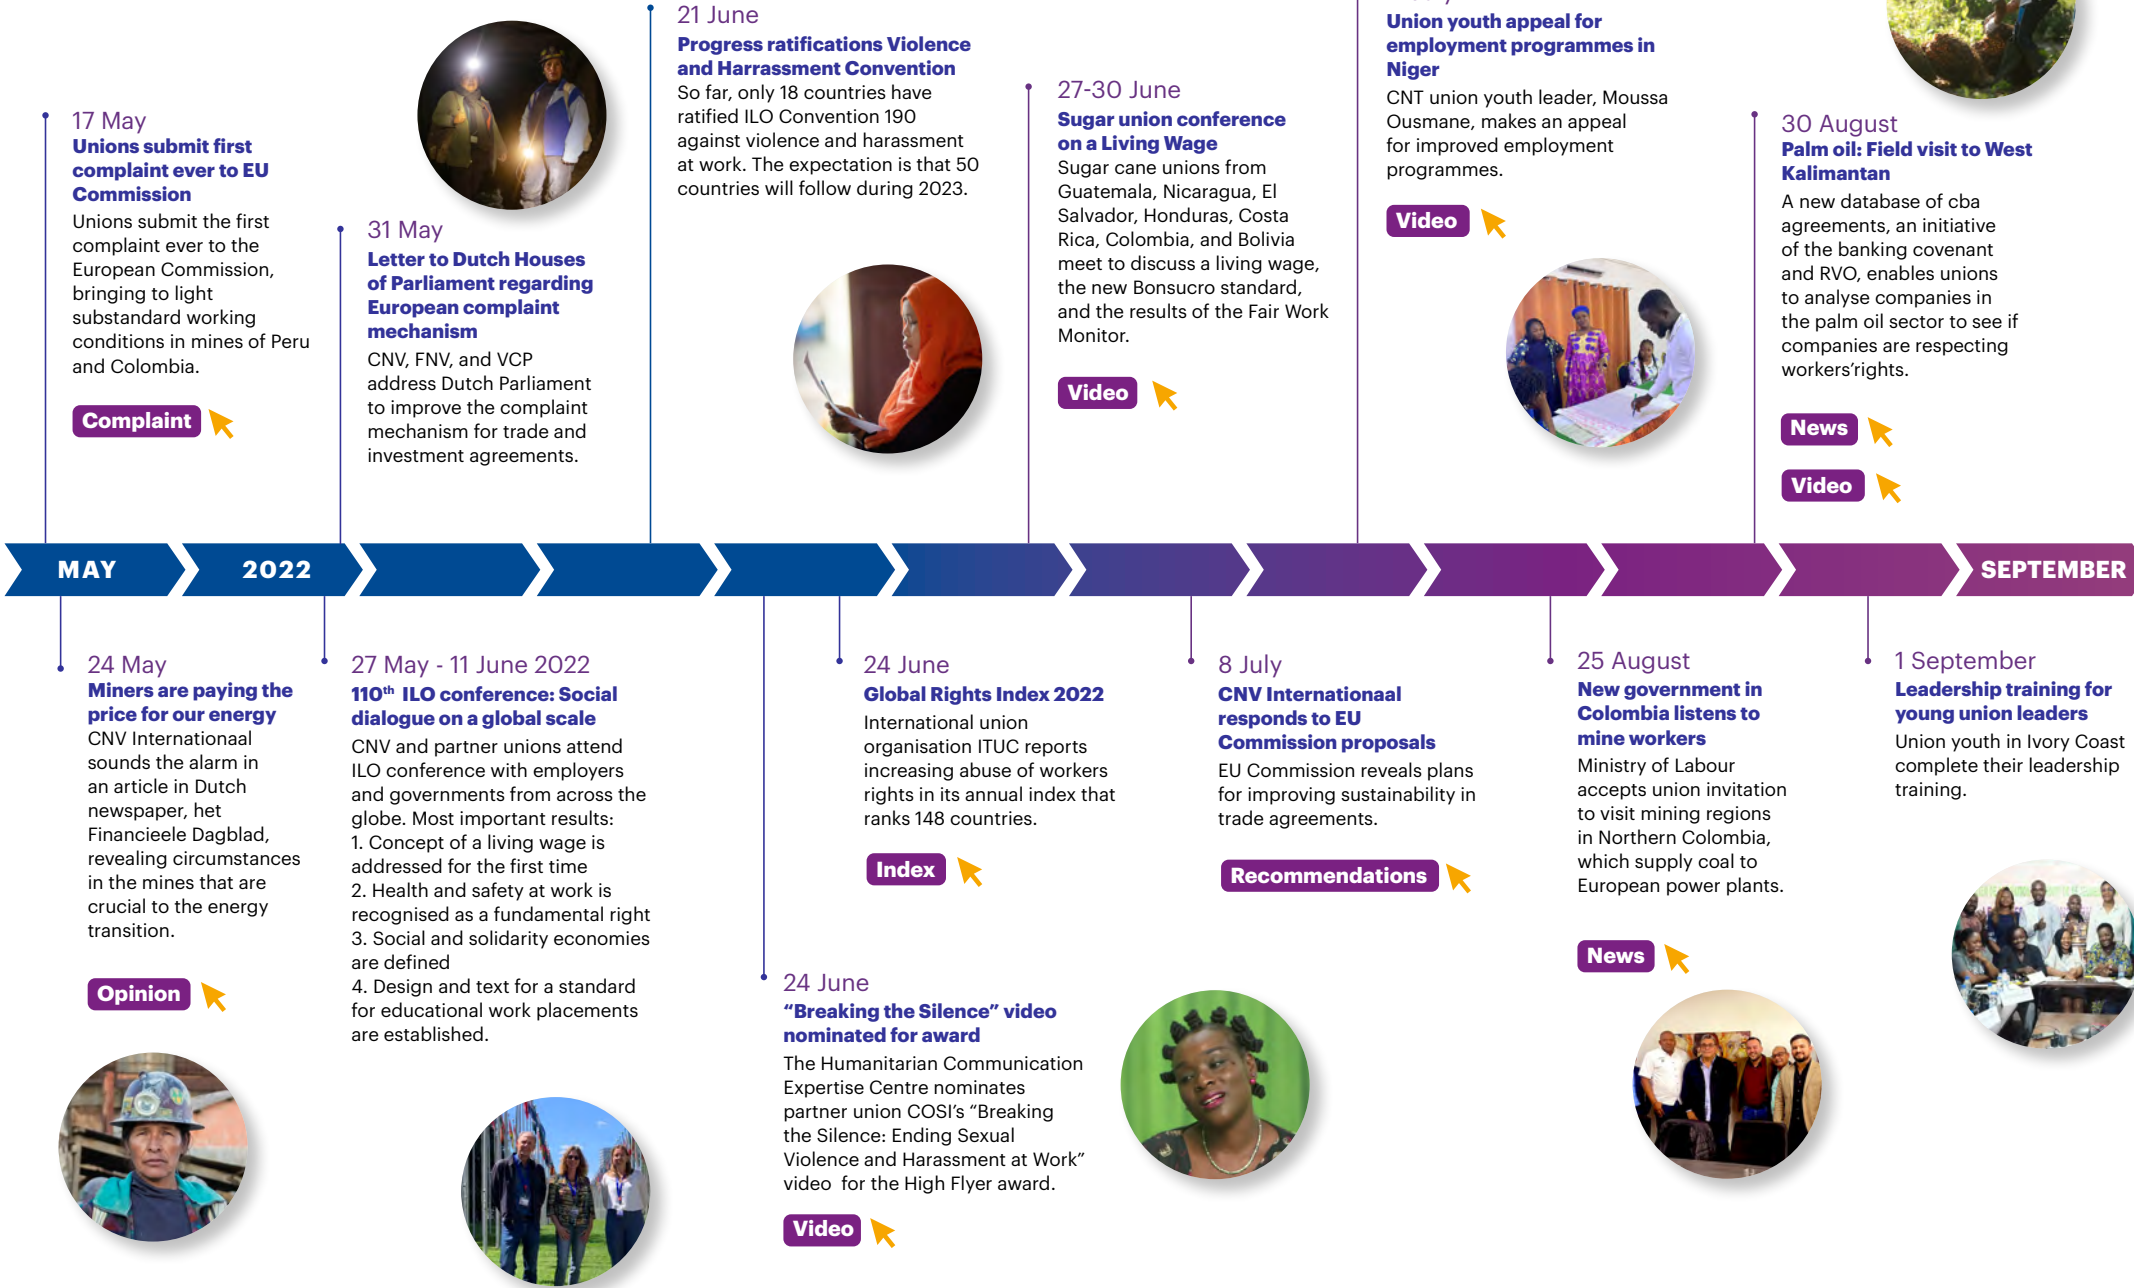 17 May
Unions submit first
complaint ever to EU
Commission
Unions submit the first
complaint ever to the
European Commission,
bringing to light
substandard working
conditions in mines of Peru
and Colombia.
Complaint
31 May
Letter to Dutch Houses
of Parliament regarding
European complaint
mechanism
CNV, FNV, and VCP
address Dutch Parliament
to improve the complaint
mechanism for trade and
investment agreements.
21 June
Progress ratifications Violence
and Harrassment Convention
So far, only 18 countries have
ratified ILO Convention 190
against violence and harassment
at work. The expectation is that 50
countries will follow during 2023.
27-30 June
Sugar union conference
on a Living Wage
Sugar cane unions from
Guatemala, Nicaragua, El
Salvador, Honduras, Costa
Rica, Colombia, and Bolivia
meet to discuss a living wage,
the new Bonsucro standard,
and the results of the Fair Work
Monitor.
Video
Union youth appeal for
employment programmes in
Niger
CNT union youth leader, Moussa
Ousmane, makes an appeal
for improved employment
programmes.
Video
30 August
Palm oil: Field visit to West
Kalimantan
A new database of cba
agreements, an initiative
of the banking covenant
and RVO, enables unions
to analyse companies in
the palm oil sector to see if
companies are respecting
workers'rights.
News
Video
MAY
2022
SEPTEMBER
24 May
Miners are paying the
price for our energy
CNV Internationaal
sounds the alarm in
an article in Dutch
newspaper, het
Financieele Dagblad,
revealing circumstances
in the mines that are
crucial to the energy
transition.
Opinion
27 May - 11 June 2022
110th ILO conference: Social
dialogue on a global scale
CNV and partner unions attend
ILO conference with employers
and governments from across the
globe. Most important results:
1. Concept of a living wage is
addressed for the first time
2. Health and safety at work is
recognised as a fundamental right
3. Social and solidarity economies
are defined
4. Design and text for a standard
for educational work placements
are established.
24 June
“Breaking the Silence” video
nominated for award
The Humanitarian Communication
Expertise Centre nominates
partner union COSI’s “Breaking
the Silence: Ending Sexual
Violence and Harassment at Work”
video for the High Flyer award.
Video
24 June
Global Rights Index 2022
International union
organisation ITUC reports
increasing abuse of workers
rights in its annual index that
ranks 148 countries.
Index
8 July
CNV Internationaal
responds to EU
Commission proposals
EU Commission reveals plans
for improving sustainability in
trade agreements.
Recommendations
25 August
New government in
Colombia listens to
mine workers
Ministry of Labour
accepts union invitation
to visit mining regions
in Northern Colombia,
which supply coal to
European power plants.
News
1 September
Leadership training for
young union leaders
Union youth in Ivory Coast
complete their leadership
training.